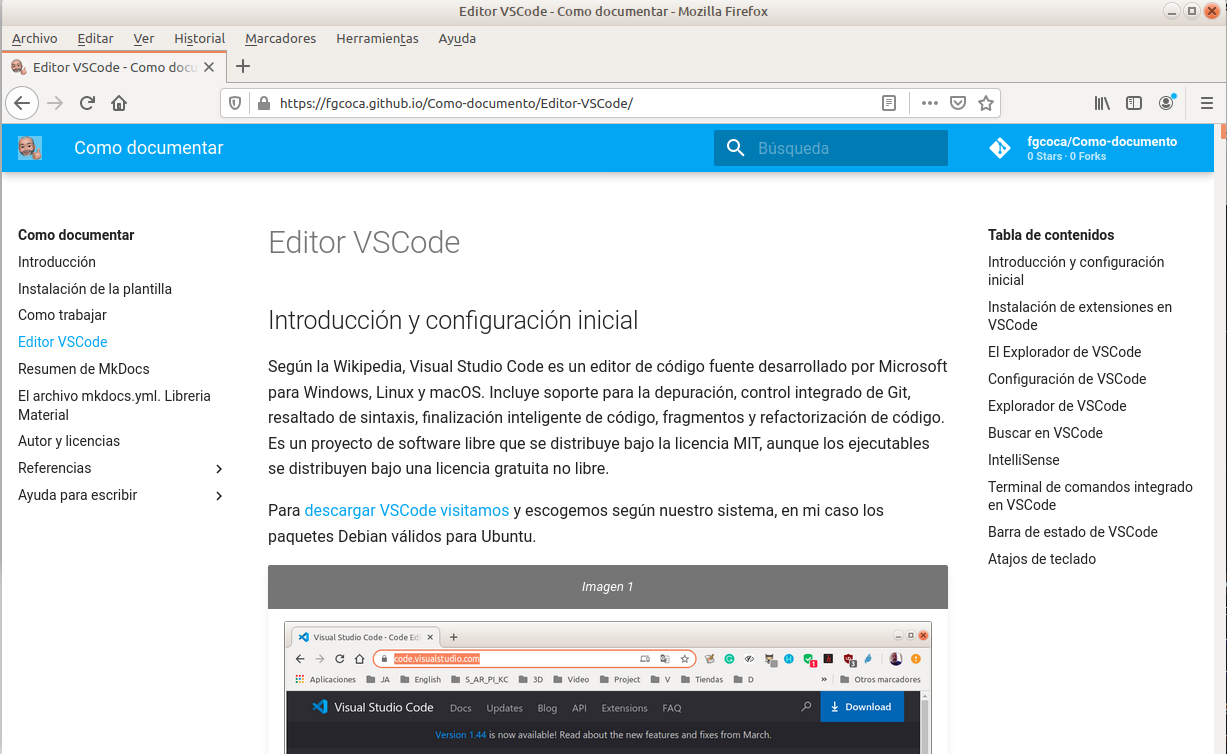 Editor VSCode - Como documentar - Mozilla Firefox
Archivo Editar Ver Historial Marcadores Herramientas Ayuda
Editor VSCode - Como docu
https://fgcoca.github.io/Como-documento/Editor-VSCode/
Como documentar
Búsqueda
fgcoca/Como-documento
0 Stars · 0 Forks
Como documentar
Introducción
Instalación de la plantilla
Como trabajar
Editor VSCode
Resumen de MkDocs
El archivo mkdocs.yml. Libreria
Material
Autor y licencias
Referencias
Ayuda para escribir
Editor VSCode
Introducción y configuración inicial
Según la Wikipedia, Visual Studio Code es un editor de código fuente desarrollado por Microsoft
para Windows, Linux y macOS. Incluye soporte para la depuración, control integrado de Git,
resaltado de sintaxis, finalización inteligente de código, fragmentos y refactorización de código.
Es un proyecto de software libre que se distribuye bajo la licencia MIT, aunque los ejecutables
se distribuyen bajo una licencia gratuita no libre.
Para descargar VSCode visitamos y escogemos según nuestro sistema, en mi caso los
paquetes Debian válidos para Ubuntu.
Imagen 1
Visual Studio Code - Code Edi
code.visualstudio.com
Aplicaciones JA English S_AR_PI_KC 3D Video Project V Tiendas D » Otros marcadores
Visual Studio Code Docs Updates Blog API Extensions FAQ Download
Version 1.44 is now available! Read about the new features and fixes from March.
Tabla de contenidos
Introducción y configuración
inicial
Instalación de extensiones en
VSCode
El Explorador de VSCode
Configuración de VSCode
Explorador de VSCode
Buscar en VSCode
IntelliSense
Terminal de comandos integrado
en VSCode
Barra de estado de VSCode
Atajos de teclado